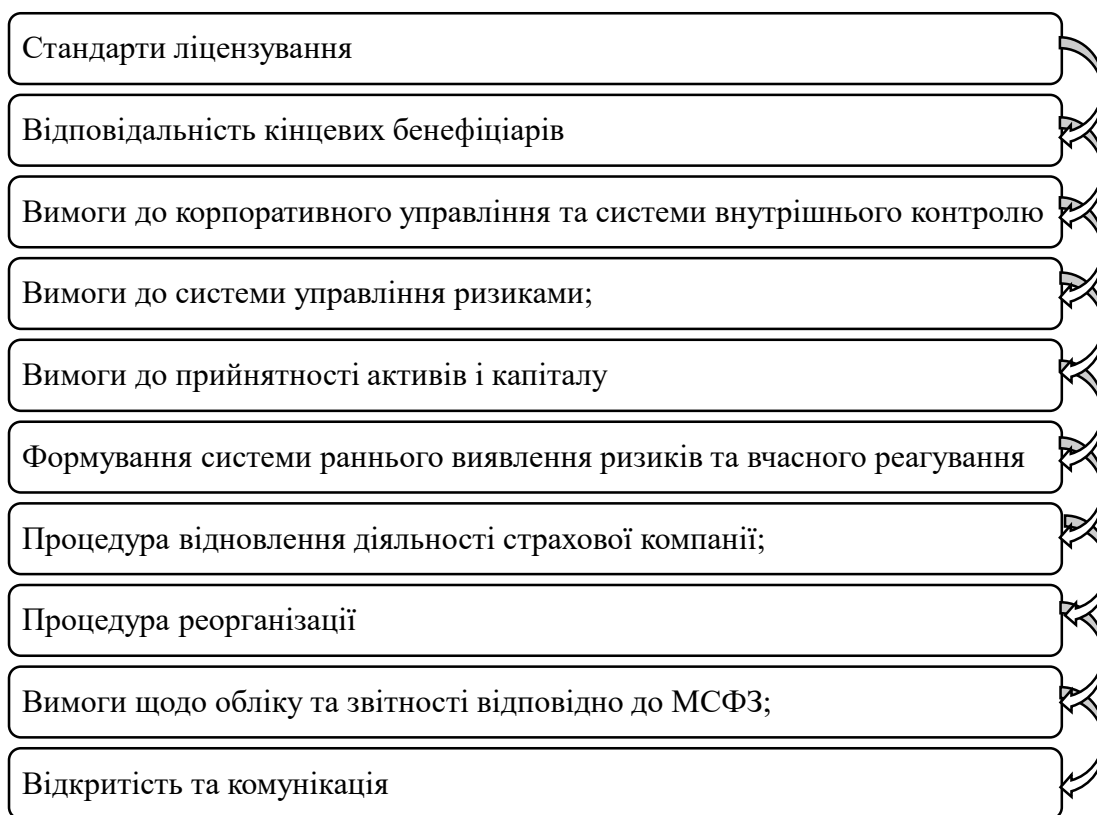 Стандарти ліцензування
Відповідальність кінцевих бенефіціарів
Вимоги до корпоративного управління та системи внутрішнього контролю
Вимоги до системи управління ризиками;
Вимоги до прийнятності активів і капіталу
Формування системи раннього виявлення ризиків та вчасного реагування
Процедура відновлення діяльності страхової компанії;
Процедура реорганізації
Вимоги щодо обліку та звітності відповідно до МСФЗ;
Відкритість та комунікація